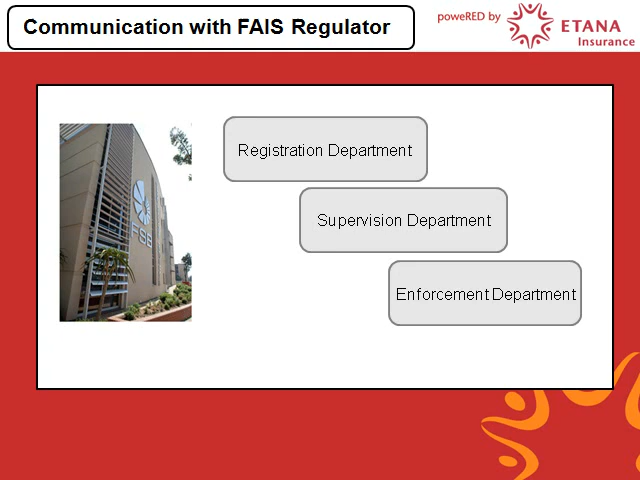 Communication with FAIS Regulator
poweRED by
ETANA
Insurance
Registration Department
FSB
Supervision Department
Enforcement Department